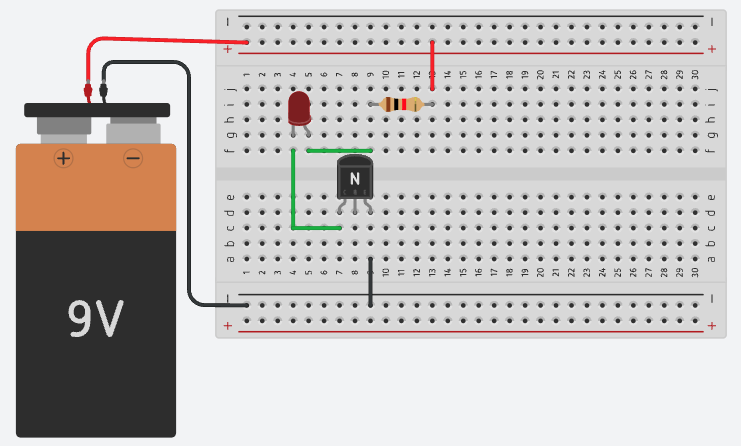 − −
+ +
1 2 3 4 5 6 7 8 9 10 11 12 13 14 15 16 17 18 19 20 21 22 23 24 25 26 27 28 29 30
j j
i i
h h
g g
f f
+ −
N
C B E
e e
d d
c c
b b
a a
1 2 3 4 5 6 7 8 9 10 11 12 13 14 15 16 17 18 19 20 21 22 23 24 25 26 27 28 29 30
− −
9V
+ +